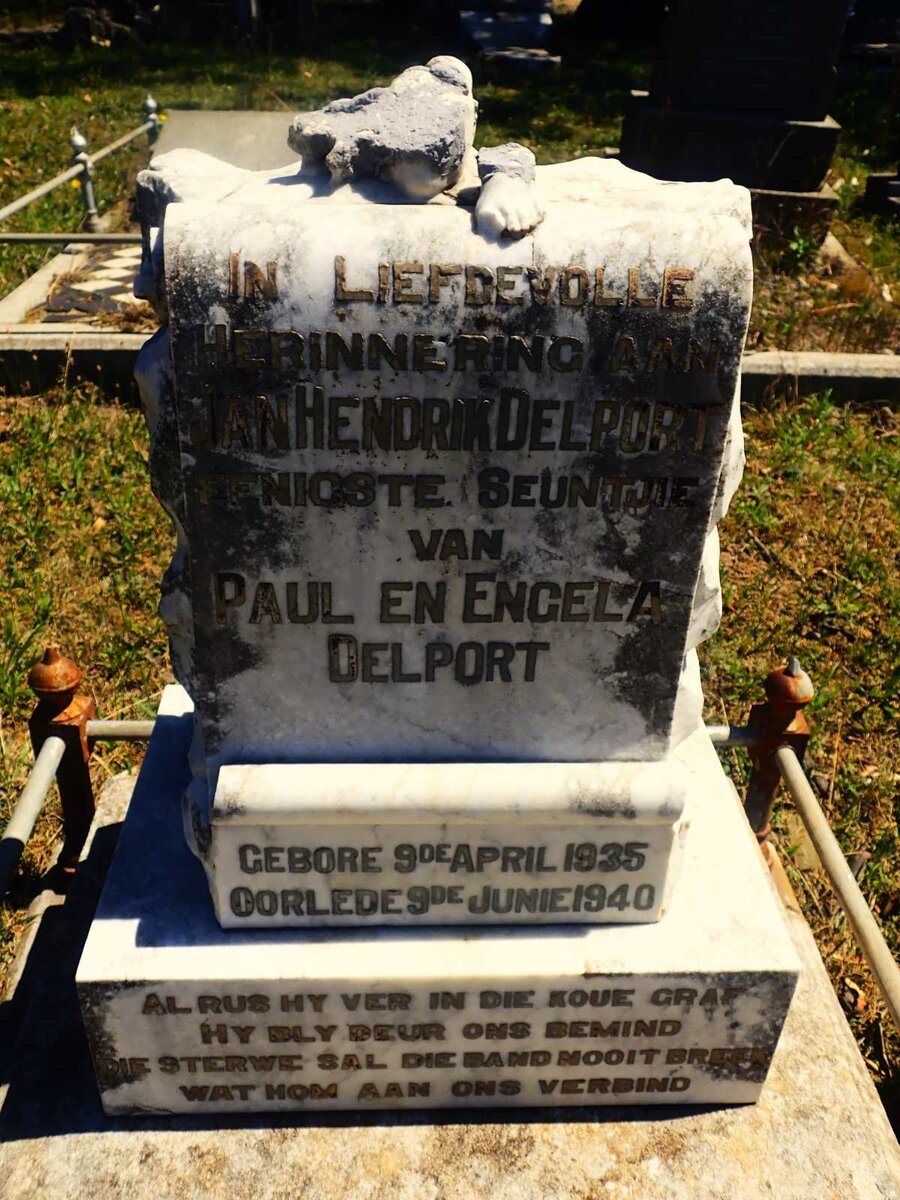 IN LIEFDEVOLLE
HERINNERING AAN
JAN HENDRIK DELPORT
EENIGSTE SEUNTJIE
VAN
PAUL EN ENGELA
DELPORT
GEBORE 9DE APRIL 1935
OORLEDE 9DE JUNIE 1940
AL RUS HY VER IN DIE KOUE GRAF
HY BLY DEUR ONS BEMIND
DIE STERWE SAL DIE BAND NOOIT BREEK
WAT HOM AAN ONS VERBIND